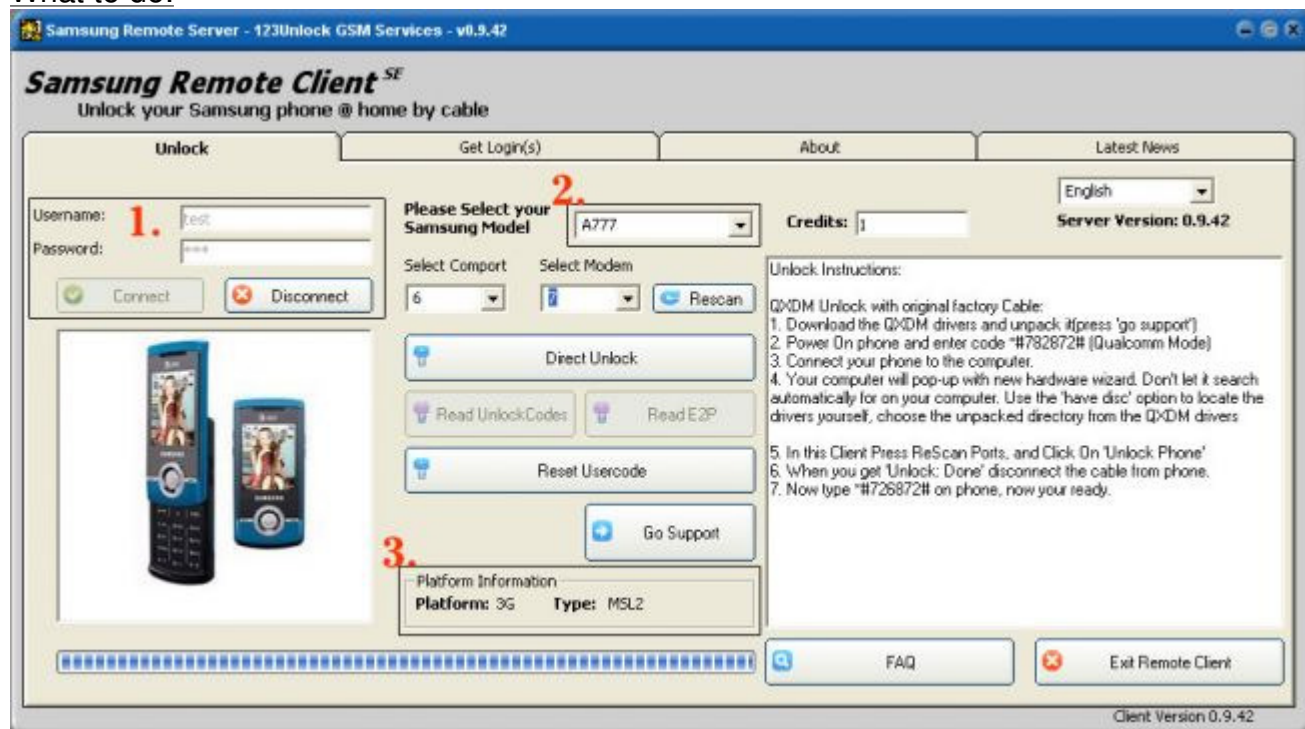 What to do:
Samsung Remote Server - 123Unlock GSM Services - v0.9.42
Samsung Remote Client SE
Unlock your Samsung phone @ home by cable
Unlock
Get Login(s)
About
Latest News
1.
Username: test
Password: ***
Connect
Disconnect
2.
Please Select your
Samsung Model
A777
Credits: 1
English
Server Version: 0.9.42
Select Comport
Select Modem
6
7
Rescan
Direct Unlock
Read UnlockCodes
Read E2P
Reset Usercode
Go Support
3.
Platform Information
Platform: 3G Type: MSL2
Unlock Instructions:
QXDM Unlock with original factory Cable:
1. Download the QXDM drivers and unpack it(press 'go support')
2. Power On phone and enter code *#782872# (Qualcomm Mode)
3. Connect your phone to the computer.
4. Your computer will pop-up with new hardware wizard. Don't let it search
automatically for on your computer. Use the 'have disc' option to locate the
drivers yourself, choose the unpacked directory from the QXDM drivers
5. In this Client Press ReScan Ports, and Click On 'Unlock Phone'
6. When you get 'Unlock: Done' disconnect the cable from phone.
7. Now type *#726872# on phone, now your ready.
FAQ
Exit Remote Client
Client Version 0.9.42